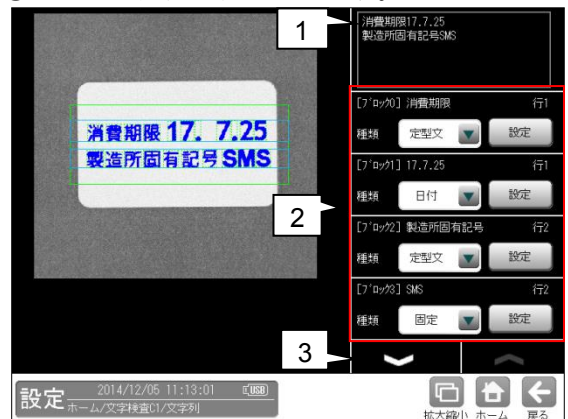 消費期限 17. 7.25
製造所固有記号 SMS
1
消費期限17.7.25
製造所固有記号SMS
[ﾌﾞﾛｯｸ0] 消費期限 行1
種類 定型文 設定
[ﾌﾞﾛｯｸ1] 17.7.25 行1
種類 日付 設定
2
[ﾌﾞﾛｯｸ2] 製造所固有記号 行2
種類 定型文 設定
[ﾌﾞﾛｯｸ3] SMS 行2
種類 固定 設定
3
設定 2014/12/05 11:13:01 USB
ホーム/文字検査C1/文字列
拡大縮小 ホーム 戻る